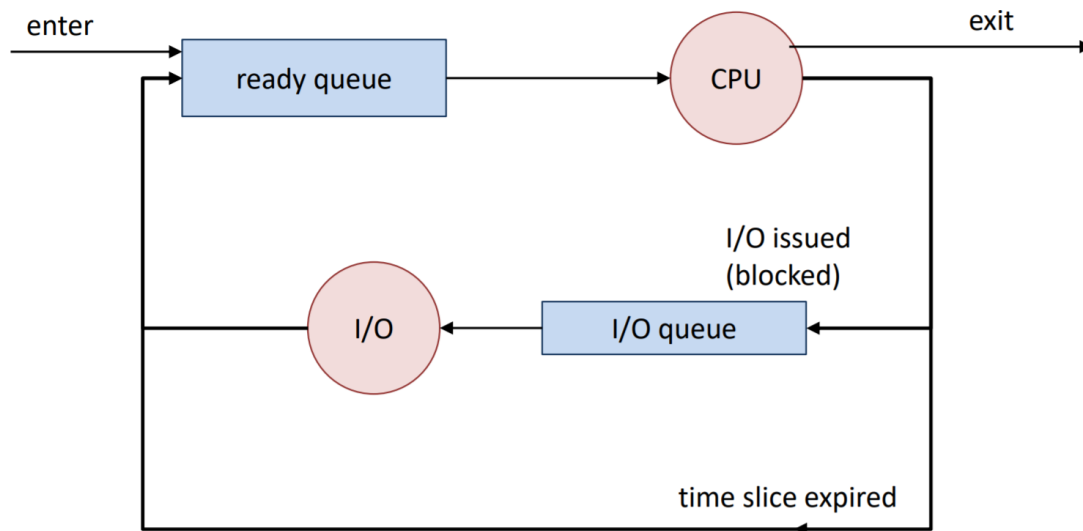 enter
exit
ready queue
CPU
I/O issued
(blocked)
I/O
I/O queue
time slice expired